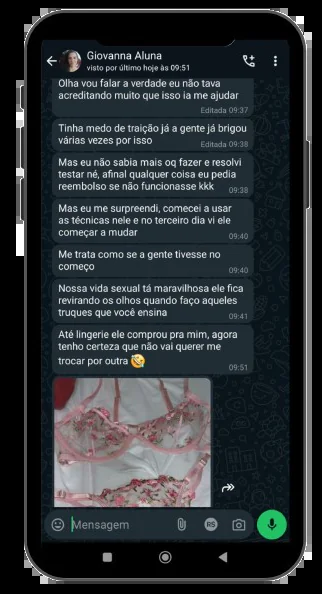 Giovanna Aluna
visto por último hoje às 09:51
Olha vou falar a verdade eu não tava
acreditando muito que isso ia me ajudar
Editada 09:37
Tinha medo de traição já a gente já brigou
várias vezes por isso
Editada 09:38
Mas eu não sabia mais oq fazer e resolvi
testar né, afinal qualquer coisa eu pedia
reembolso se não funcionasse kkk
09:38
Mas eu me surpreendi, comecei a usar
as técnicas nele e no terceiro dia vi ele
começar a mudar
09:40
Me trata como se a gente tivesse no
começo
09:40
Nossa vida sexual tá maravilhosa ele fica
revirando os olhos quando faço aqueles
truques que você ensina
09:41
Até lingerie ele comprou pra mim, agora
tenho certeza que não vai querer me
trocar por outra 🤣
09:51
Mensagem
R$